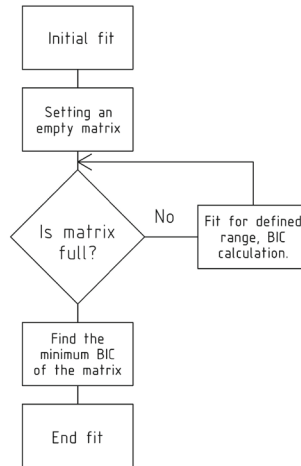 Initial fit
Setting an
empty matrix
Is matrix
full?
No
Fit for defined
range, BIC
calculation.
Find the
minimum BIC
of the matrix
End fit